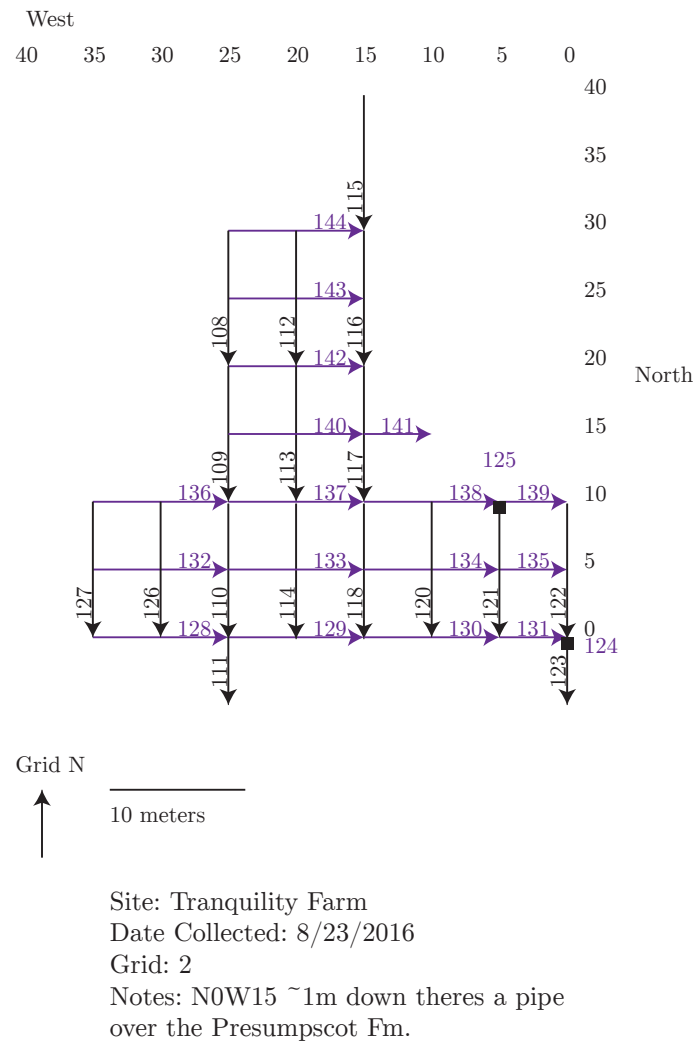 West
40 35 30 25 20 15 10 5 0
40
35
115
30
144
25
143
108 112 116
20
142
North
15
140 141
109 113 117
125
10
136 137 138 139
5
132 133 134 135
127 126 110 114 118 120 121 122
0
128 129 130 131
124
111 123
Grid N
10 meters
Site: Tranquility Farm
Date Collected: 8/23/2016
Grid: 2
Notes: N0W15 ~1m down theres a pipe
over the Presumpscot Fm.